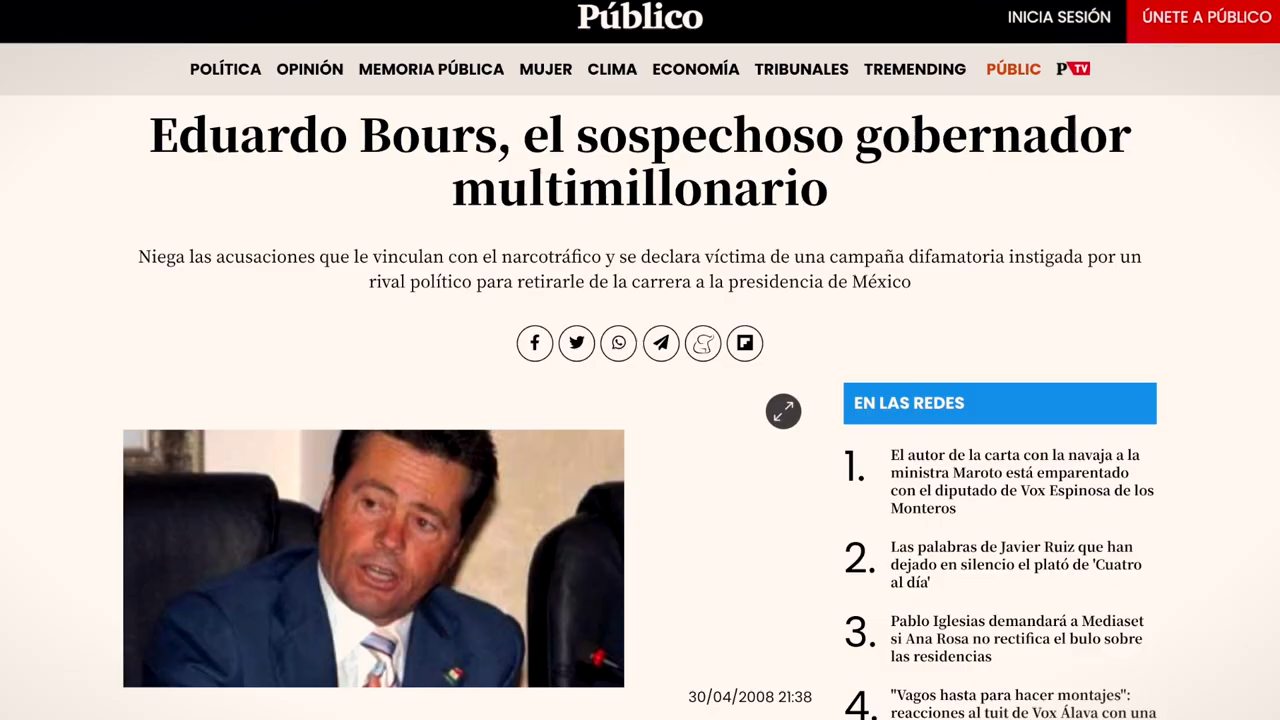 Público
INICIA SESIÓN
ÚNETE A PÚBLICO
POLÍTICA OPINIÓN MEMORIA PÚBLICA MUJER CLIMA ECONOMÍA TRIBUNALES TREMENDING PÚBLIC P TV
Eduardo Bours, el sospechoso gobernador
multimillonario
Niega las acusaciones que le vinculan con el narcotráfico y se declara víctima de una campaña difamatoria instigada por un
rival político para retirarle de la carrera a la presidencia de México
EN LAS REDES
1. El autor de la carta con la navaja a la
ministra Maroto está emparentado
con el diputado de Vox Espinosa de los
Monteros
2. Las palabras de Javier Ruiz que han
dejado en silencio el plató de 'Cuatro
al día'
3. Pablo Iglesias demandará a Mediaset
si Ana Rosa no rectifica el bulo sobre
las residencias
4. "Vagos hasta para hacer montajes":
reacciones al tuit de Vox Álava con una
30/04/2008 21:38